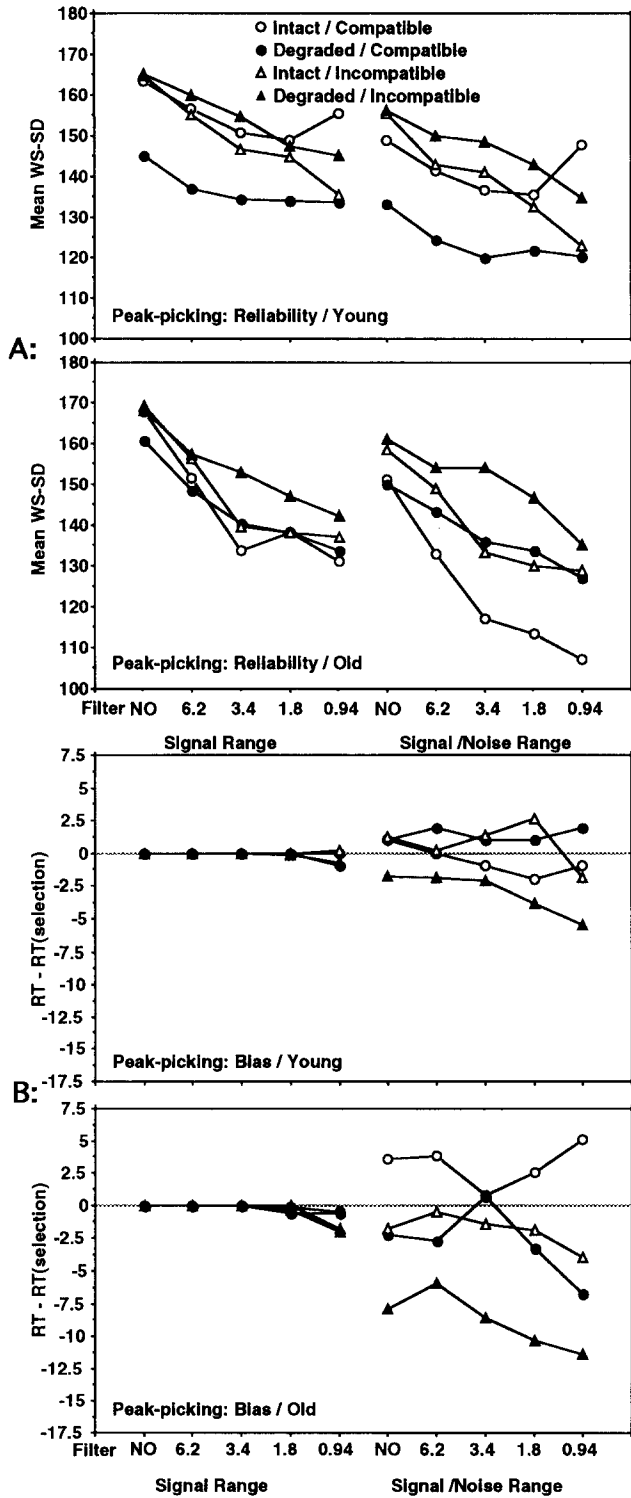 180
170
160
150
140
130
120
110
100
Mean WS-SD
Intact / Compatible
Degraded / Compatible
Intact / Incompatible
Degraded / Incompatible
Peak-picking: Reliability / Young
A:
180
170
160
150
140
130
120
110
100
Mean WS-SD
Peak-picking: Reliability / Old
Filter NO 6.2 3.4 1.8 0.94 NO 6.2 3.4 1.8 0.94
Signal Range Signal /Noise Range
7.5
5
2.5
0
-2.5
-5
-7.5
-10
-12.5
-15
-17.5
RT - RT(selection)
Peak-picking: Bias / Young
B:
7.5
5
2.5
0
-2.5
-5
-7.5
-10
-12.5
-15
-17.5
RT - RT(selection)
Peak-picking: Bias / Old
Filter NO 6.2 3.4 1.8 0.94 NO 6.2 3.4 1.8 0.94
Signal Range Signal /Noise Range